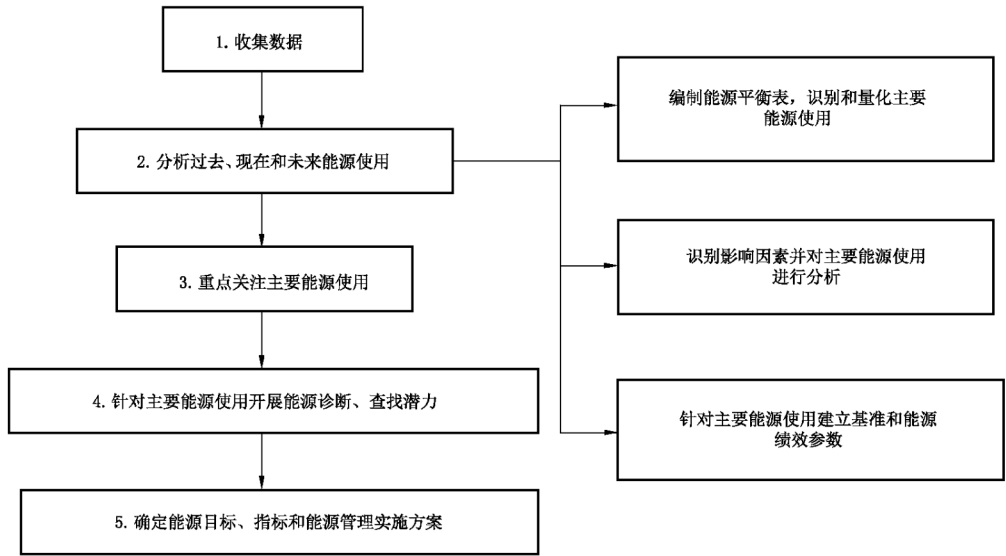 1. 收集数据
2. 分析过去、现在和未来能源使用
3. 重点关注主要能源使用
4. 针对主要能源使用开展能源诊断、查找潜力
5. 确定能源目标、指标和能源管理实施方案
编制能源平衡表，识别和量化主要
能源使用
识别影响因素并对主要能源使用
进行分析
针对主要能源使用建立基准和能源
绩效参数